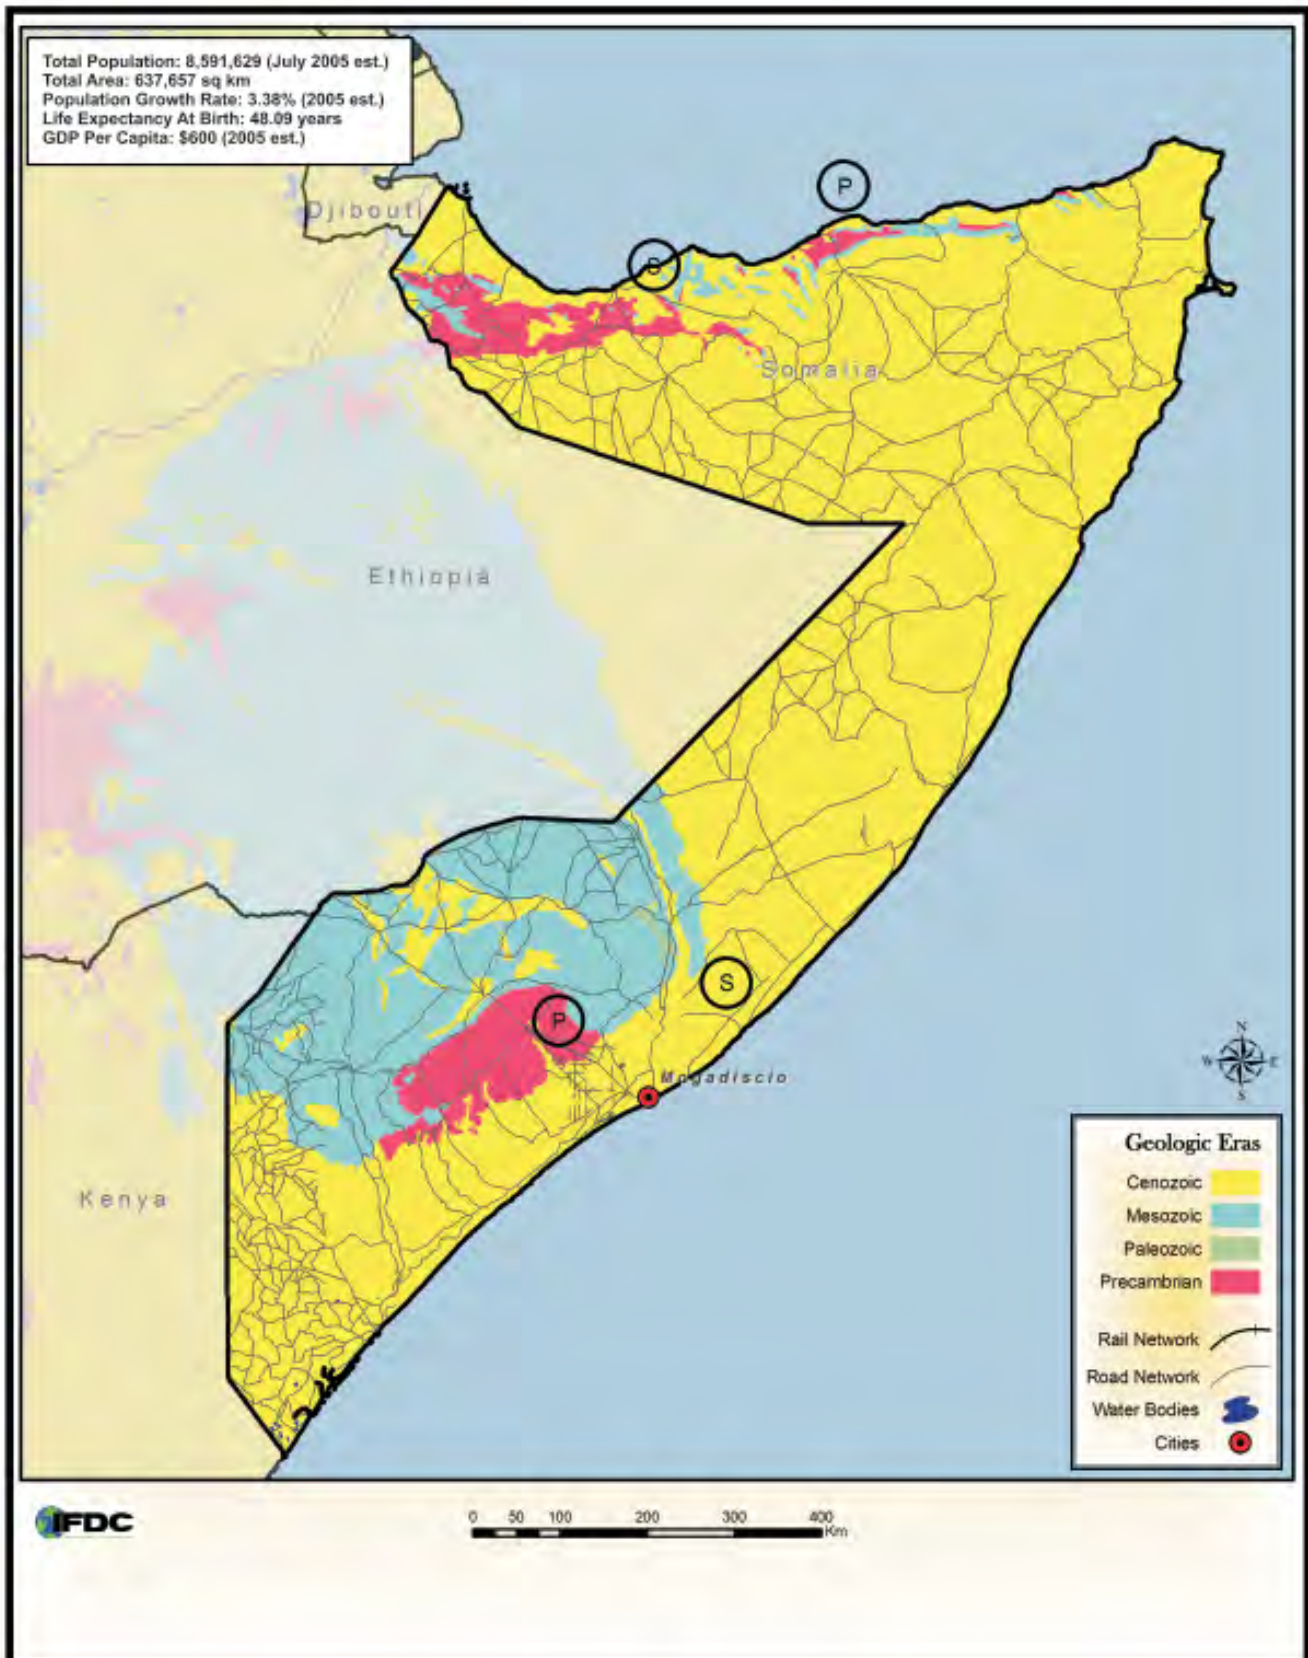 Total Population: 8,591,629 (July 2005 est.)
Total Area: 637,657 sq km
Population Growth Rate: 3.38% (2005 est.)
Life Expectancy At Birth: 48.09 years
GDP Per Capita: $600 (2005 est.)
P
Djibouti
S
Somalia
Ethiopia
S
P
Mogadiscio
N
W E
S
Kenya
Geologic Eras
Cenozoic
Mesozoic
Paleozoic
Precambrian
Rail Network
Road Network
Water Bodies
Cities
IFDC
0 50 100 200 300 400
Km